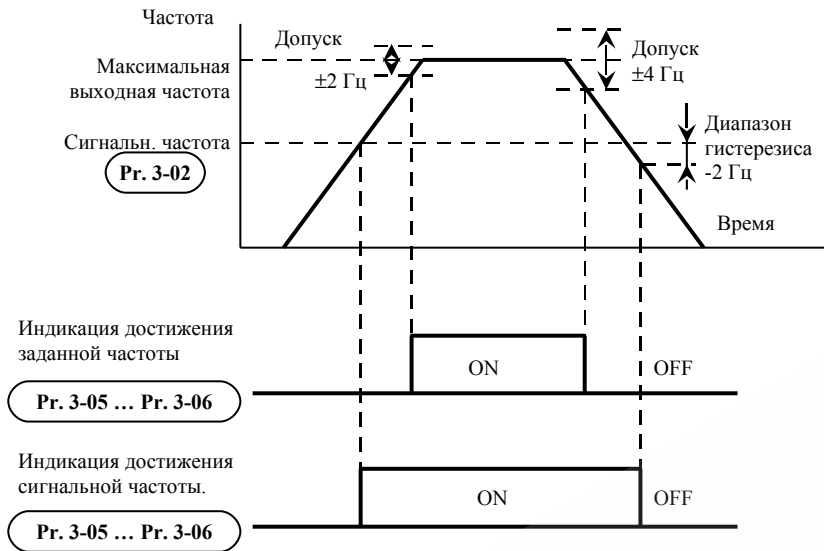 Частота
Допуск
±2 Гц
Допуск
±4 Гц
Максимальная
выходная частота
Сигнальн. частота
Pr. 3-02
Диапазон
гистерезиса
-2 Гц
Время
Индикация достижения
заданной частоты
ON
OFF
Pr. 3-05 … Pr. 3-06
Индикация достижения
сигнальной частоты.
ON
OFF
Pr. 3-05 … Pr. 3-06